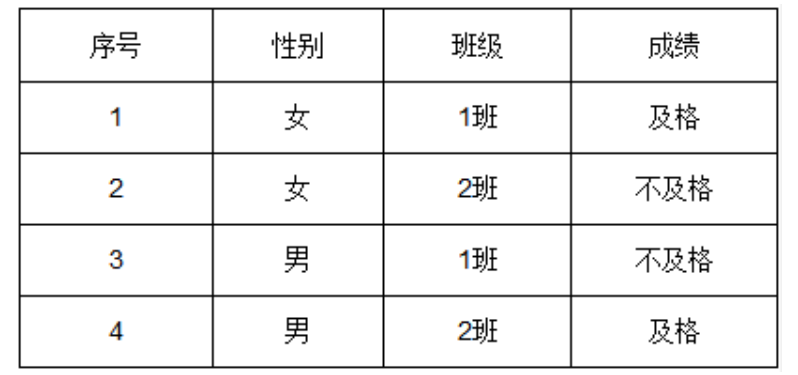 序号 性别 班级 成绩
1 女 1班 及格
2 女 2班 不及格
3 男 1班 不及格
4 男 2班 及格